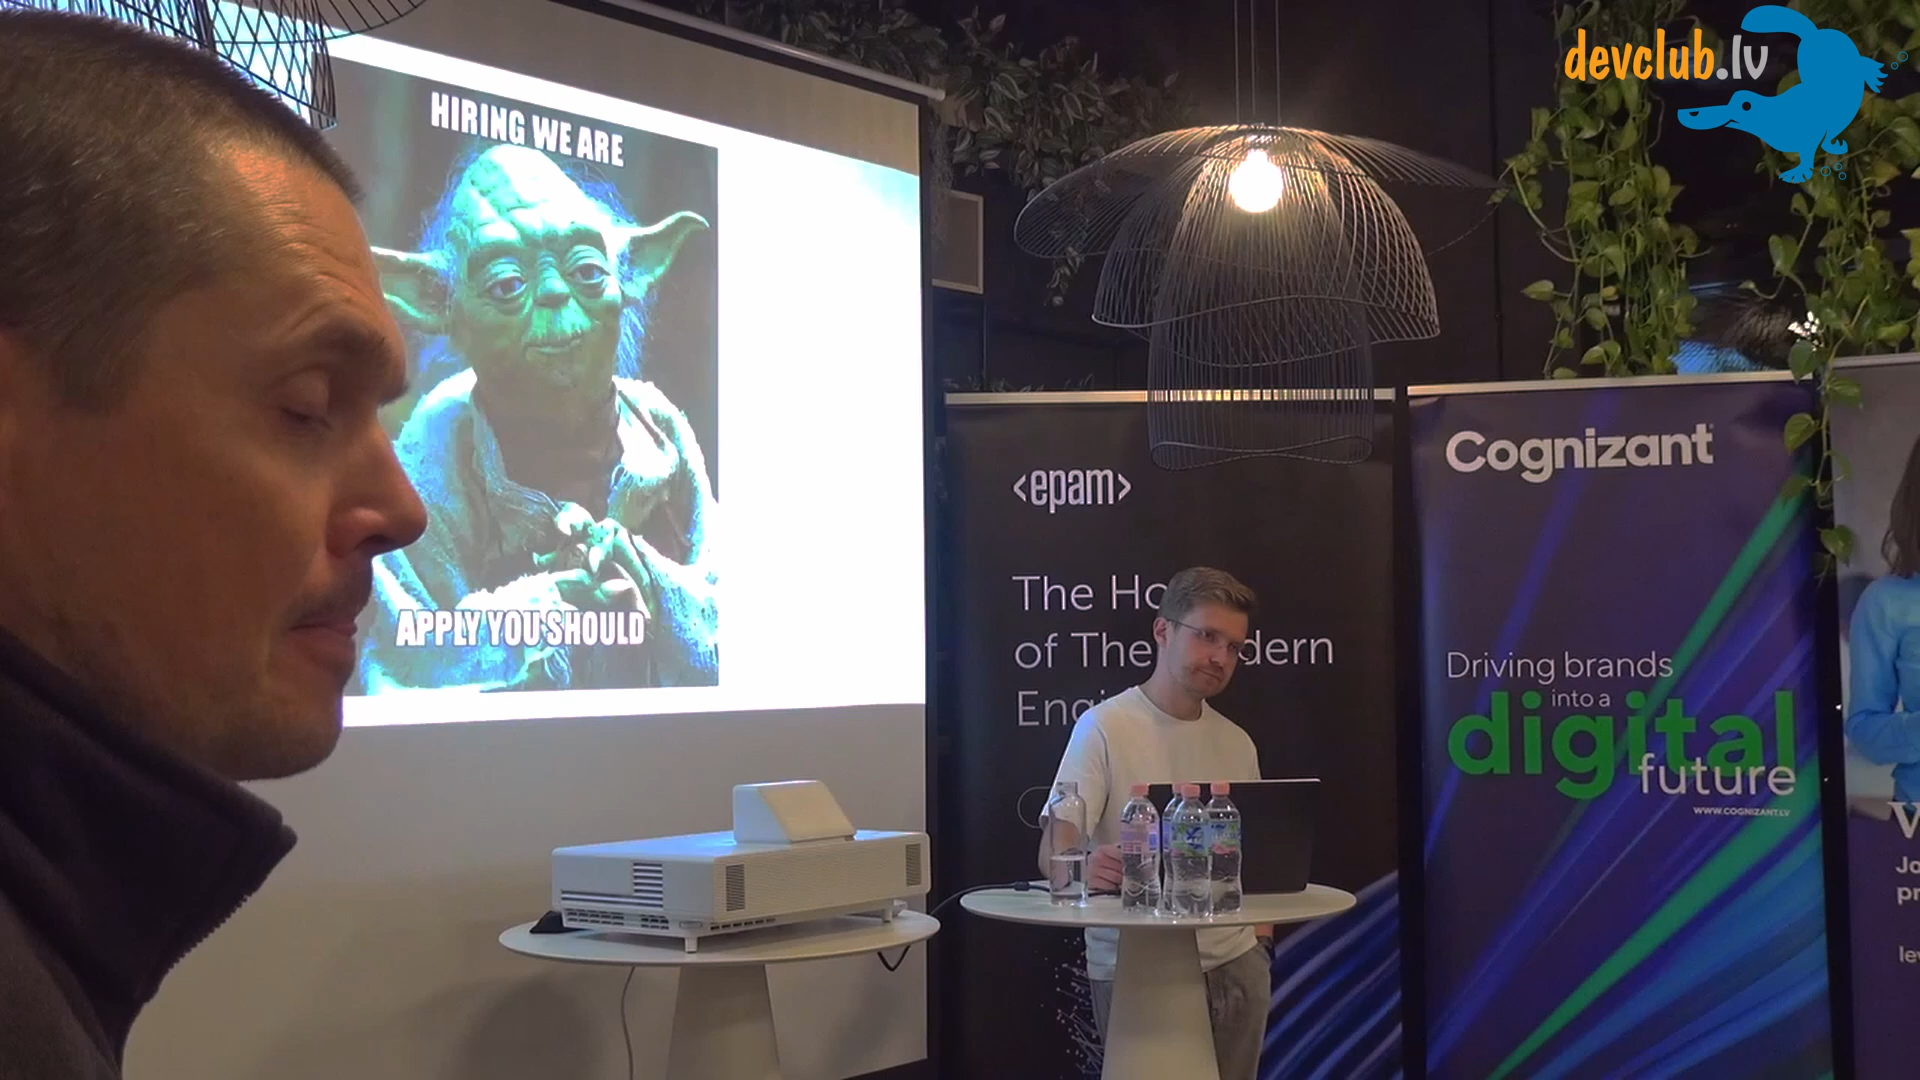 devclub.lv
HIRING WE ARE
APPLY YOU SHOULD
<epam>
The Ho
of The dern
Eng
Cognizant
Driving brands
into a
digital
future
WWW.COGNIZANT.LV